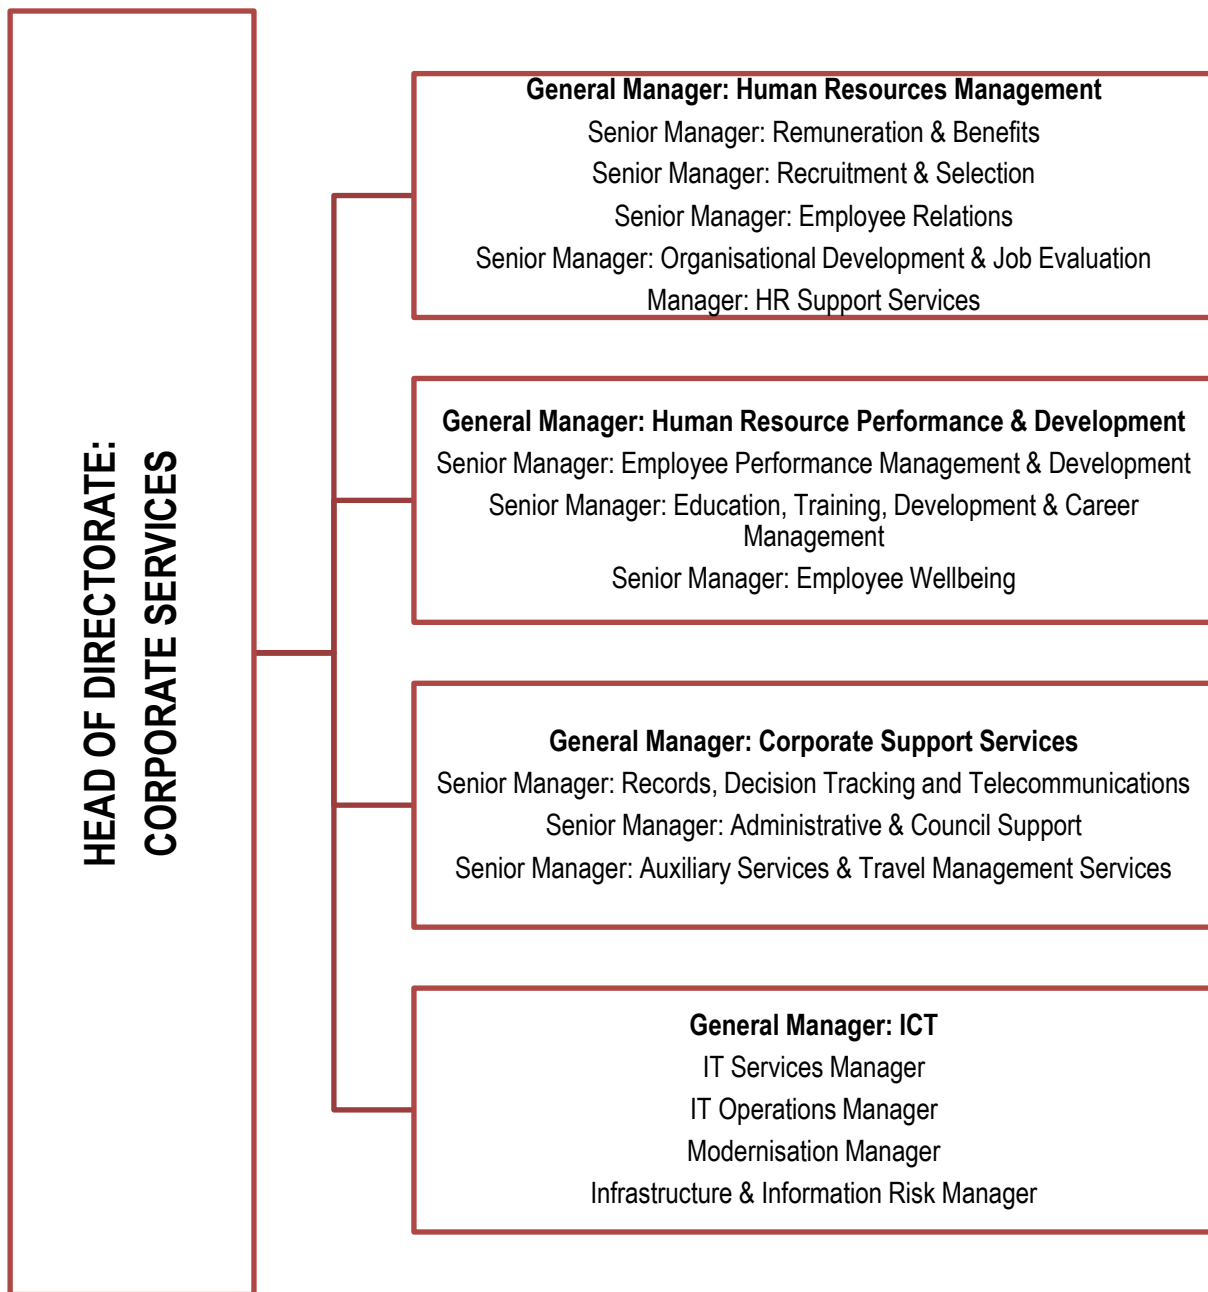 HEAD OF DIRECTORATE:
CORPORATE SERVICES
General Manager: Human Resources Management
Senior Manager: Remuneration & Benefits
Senior Manager: Recruitment & Selection
Senior Manager: Employee Relations
Senior Manager: Organisational Development & Job Evaluation
Manager: HR Support Services
General Manager: Human Resource Performance & Development
Senior Manager: Employee Performance Management & Development
Senior Manager: Education, Training, Development & Career
Management
Senior Manager: Employee Wellbeing
General Manager: Corporate Support Services
Senior Manager: Records, Decision Tracking and Telecommunications
Senior Manager: Administrative & Council Support
Senior Manager: Auxiliary Services & Travel Management Services
General Manager: ICT
IT Services Manager
IT Operations Manager
Modernisation Manager
Infrastructure & Information Risk Manager